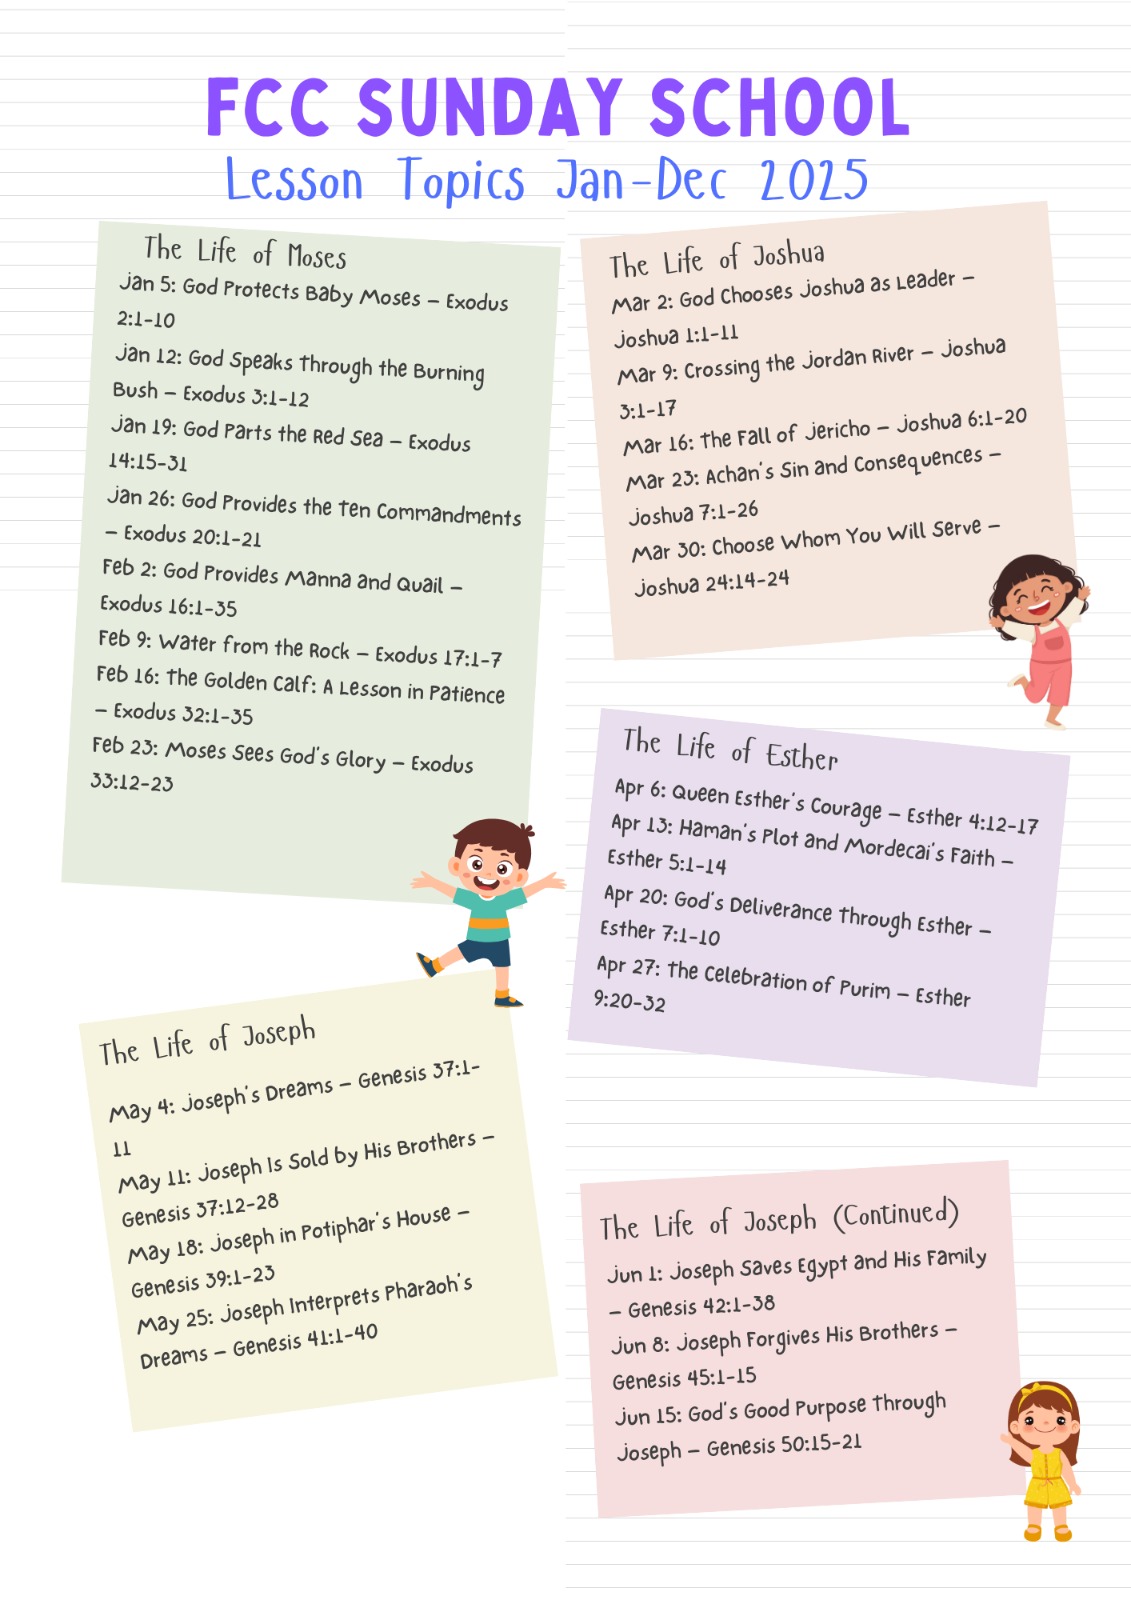 FCC SUNDAY SCHOOL
Lesson Topics Jan-Dec 2025
The Life of Moses
Jan 5: God Protects Baby Moses – Exodus
2:1-10
Jan 12: God Speaks Through the Burning
Bush – Exodus 3:1-12
Jan 19: God Parts the Red Sea – Exodus
14:15-31
Jan 26: God Provides the Ten Commandments
– Exodus 20:1-21
Feb 2: God Provides Manna and Quail –
Exodus 16:1-35
Feb 9: Water from the Rock – Exodus 17:1-7
Feb 16: The Golden Calf: A Lesson in Patience
– Exodus 32:1-35
Feb 23: Moses Sees God's Glory – Exodus
33:12-23
The Life of Joshua
Mar 2: God Chooses Joshua as Leader –
Joshua 1:1-11
Mar 9: Crossing the Jordan River – Joshua
3:1-17
Mar 16: The Fall of Jericho – Joshua 6:1-20
Mar 23: Achan's Sin and Consequences –
Joshua 7:1-26
Mar 30: Choose Whom You Will Serve –
Joshua 24:14-24
The Life of Esther
Apr 6: Queen Esther's Courage – Esther 4:12-17
Apr 13: Haman's Plot and Mordecai's Faith –
Esther 5:1-14
Apr 20: God's Deliverance Through Esther –
Esther 7:1-10
Apr 27: The Celebration of Purim – Esther
9:20-32
The Life of Joseph
May 4: Joseph's Dreams – Genesis 37:1-
11
May 11: Joseph Is Sold by His Brothers –
Genesis 37:12-28
May 18: Joseph in Potiphar's House –
Genesis 39:1-23
May 25: Joseph Interprets Pharaoh's
Dreams – Genesis 41:1-40
The Life of Joseph (Continued)
Jun 1: Joseph Saves Egypt and His Family
– Genesis 42:1-38
Jun 8: Joseph Forgives His Brothers –
Genesis 45:1-15
Jun 15: God's Good Purpose Through
Joseph – Genesis 50:15-21